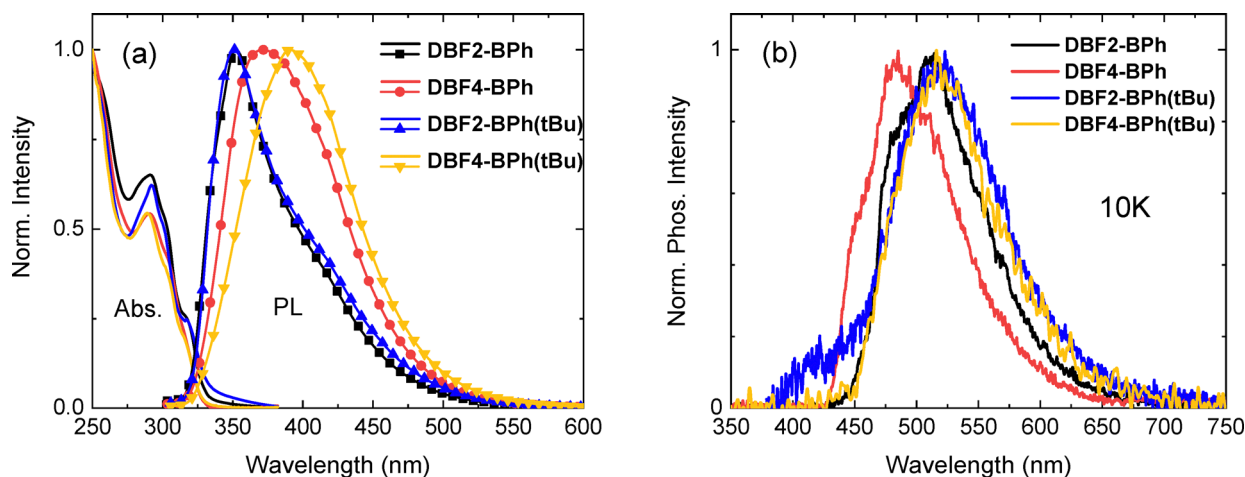 (a)
DBF2-BPh
DBF4-BPh
DBF2-BPh(tBu)
DBF4-BPh(tBu)
Abs.
PL
Norm. Intensity
1.0
0.5
0.0
250 300 350 400 450 500 550 600
Wavelength (nm)
(b)
DBF2-BPh
DBF4-BPh
DBF2-BPh(tBu)
DBF4-BPh(tBu)
10K
Norm. Phos. Intensity
1
0
350 400 450 500 550 600 650 700 750
Wavelength (nm)